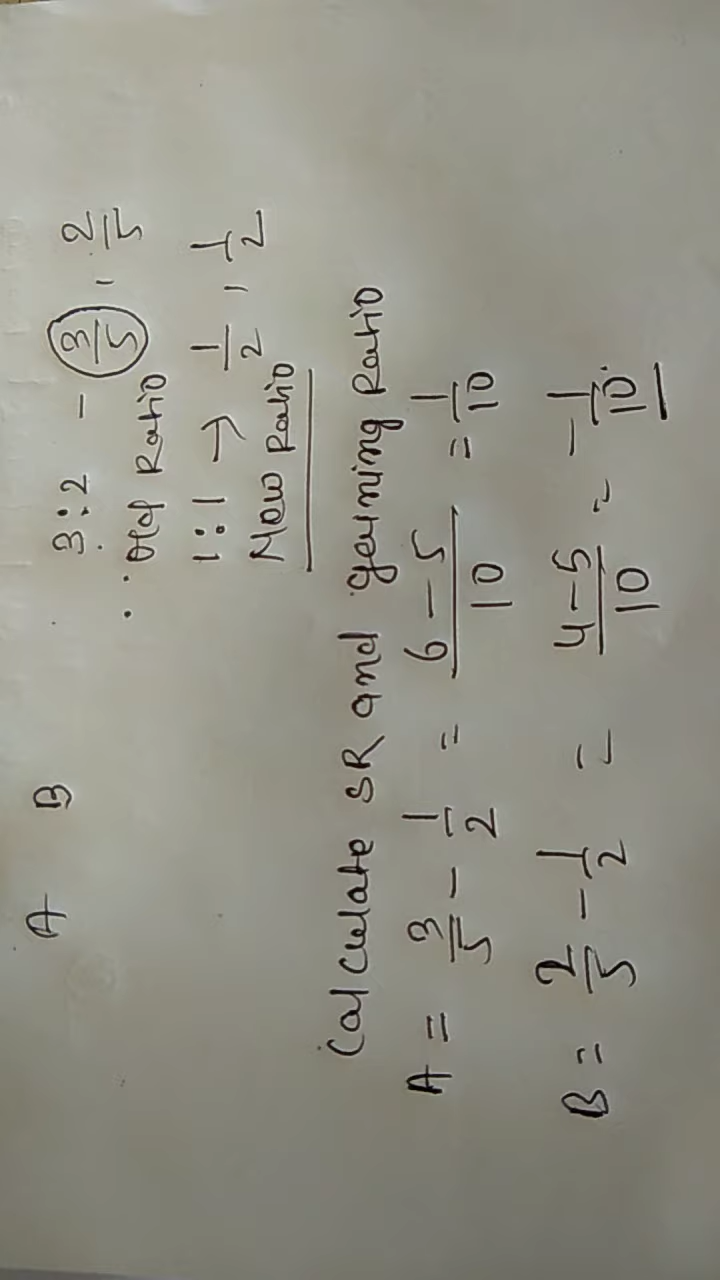 A B 3:2 - 3/5, 2/5
Old Ratio
1:1 → 1/2, 1/2
New Ratio
Calculate SR and Ratio
A = 3/5 - 1/2 = 6-5/10 = 1/10
B = 2/5 - 1/2 = 4-5/10 = -1/10